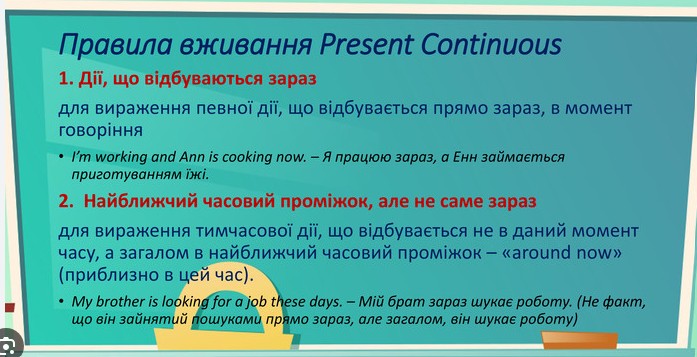 Правила вживання Present Continuous
1. Дії, що відбуваються зараз
для вираження певної дії, що відбувається прямо зараз, в момент
говоріння
• I'm working and Ann is cooking now. – Я працюю зараз, а Енн займається
приготуванням їжі.
2. Найближчий часовий проміжок, але не саме зараз
для вираження тимчасової дії, що відбувається не в даний момент
часу, а загалом в найближчий часовий проміжок – «around now»
(приблизно в цей час).
• My brother is looking for a job these days. – Мій брат зараз шукає роботу. (Не факт,
що він зайнятий пошуками прямо зараз, але загалом, він шукає роботу)